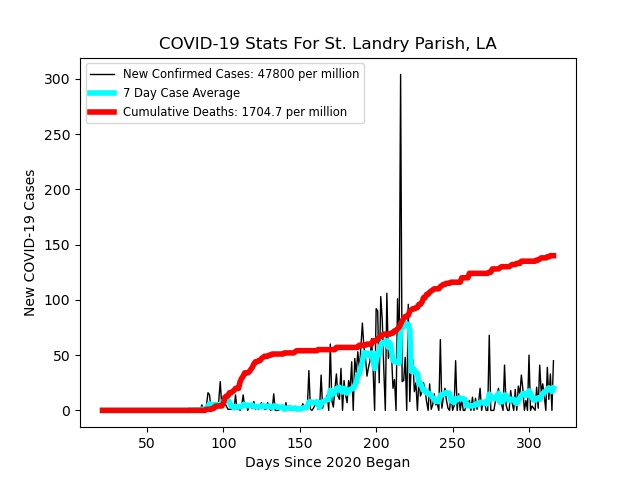 COVID-19 Stats For St. Landry Parish, LA
New Confirmed Cases: 47800 per million
7 Day Case Average
Cumulative Deaths: 1704.7 per million
New COVID-19 Cases
300
250
200
150
100
50
0
50 100 150 200 250 300
Days Since 2020 Began